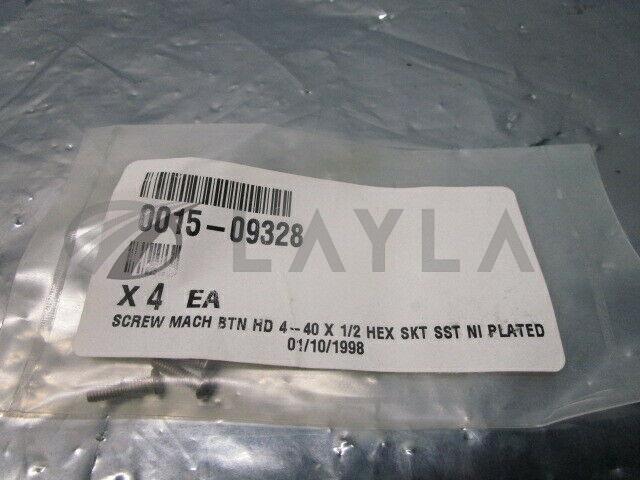 0015-09328
LAYLA
X 4 EA
SCREW MACH BTN HD 4-40 X 1/2 HEX SKT SST NI PLATED
01/10/1998